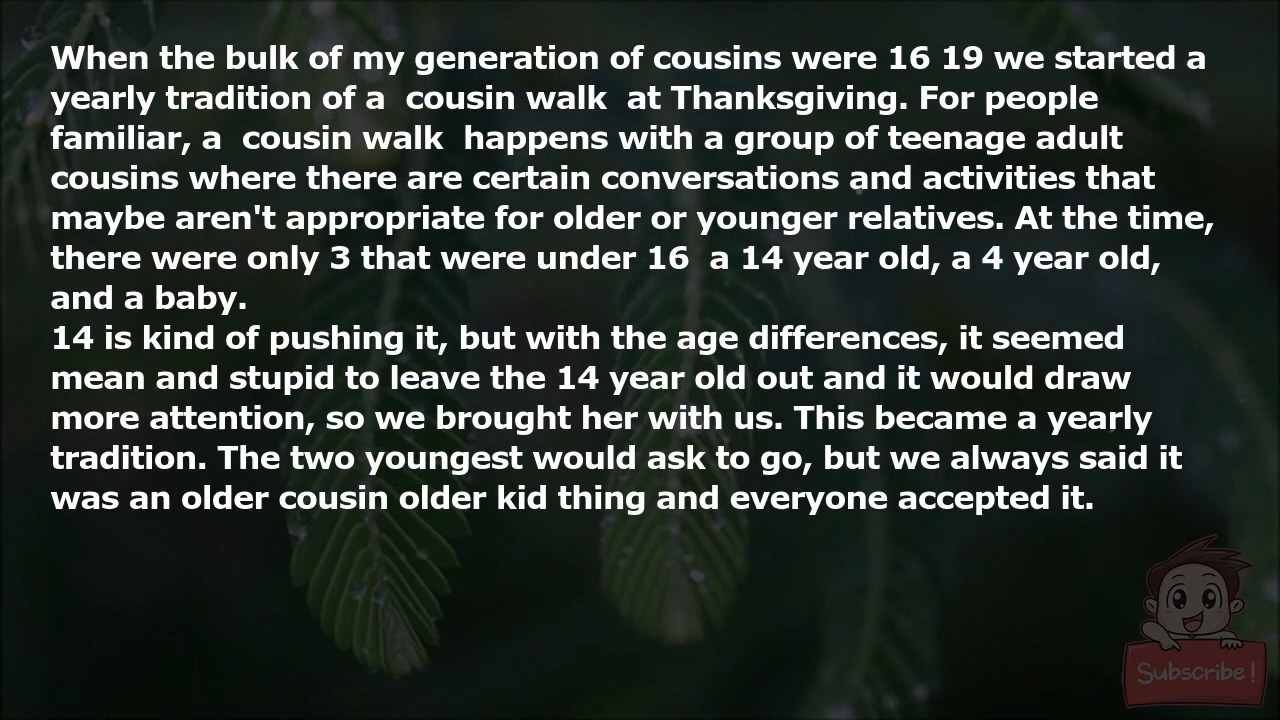 When the bulk of my generation of cousins were 16 19 we started a
yearly tradition of a  cousin walk  at Thanksgiving. For people
familiar, a  cousin walk  happens with a group of teenage adult
cousins where there are certain conversations and activities that
maybe aren't appropriate for older or younger relatives. At the time,
there were only 3 that were under 16  a 14 year old, a 4 year old,
and a baby.
14 is kind of pushing it, but with the age differences, it seemed
mean and stupid to leave the 14 year old out and it would draw
more attention, so we brought her with us. This became a yearly
tradition. The two youngest would ask to go, but we always said it
was an older cousin older kid thing and everyone accepted it.
Subscribe!